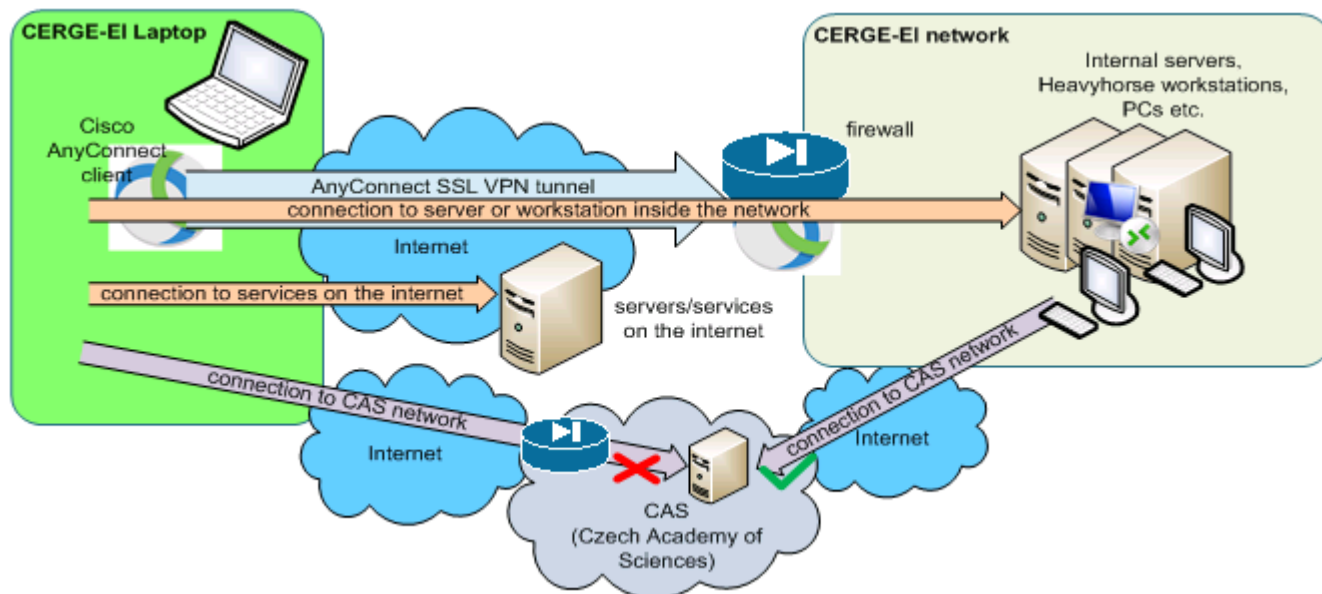 CERGE-EI Laptop
CERGE-EI network
Internal servers,
Heavyhorse workstations,
PCs etc.
Cisco
AnyConnect
client
firewall
AnyConnect SSL VPN tunnel
connection to server or workstation inside the network
Internet
connection to services on the internet
servers/services
on the internet
connection to CAS network
connection to CAS network
Internet
Internet
CAS
(Czech Academy of
Sciences)